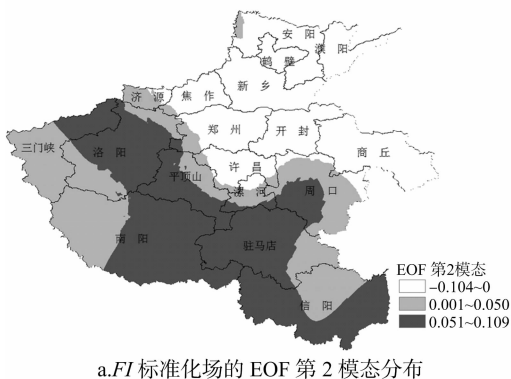 安 阳
濮 阳
鹤 壁
新 乡
焦 作
济 源
郑 州
开 封
商 丘
三门峡
洛 阳
许 昌
平顶山
漯 河
周 口
南 阳
驻马店
信 阳
EOF 第2模态
-0.104~0
0.001~0.050
0.051~0.109
a.FI 标准化场的 EOF 第 2 模态分布